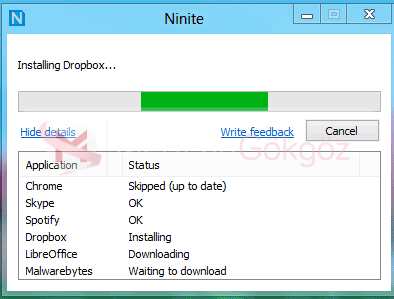 Ninite
Installing Dropbox...
Hide details
Write feedback
Cancel
Application Status
Chrome Skipped (up to date)
Skype OK
Spotify OK
Dropbox Installing
LibreOffice Downloading
Malwarebytes Waiting to download
Gokgoz